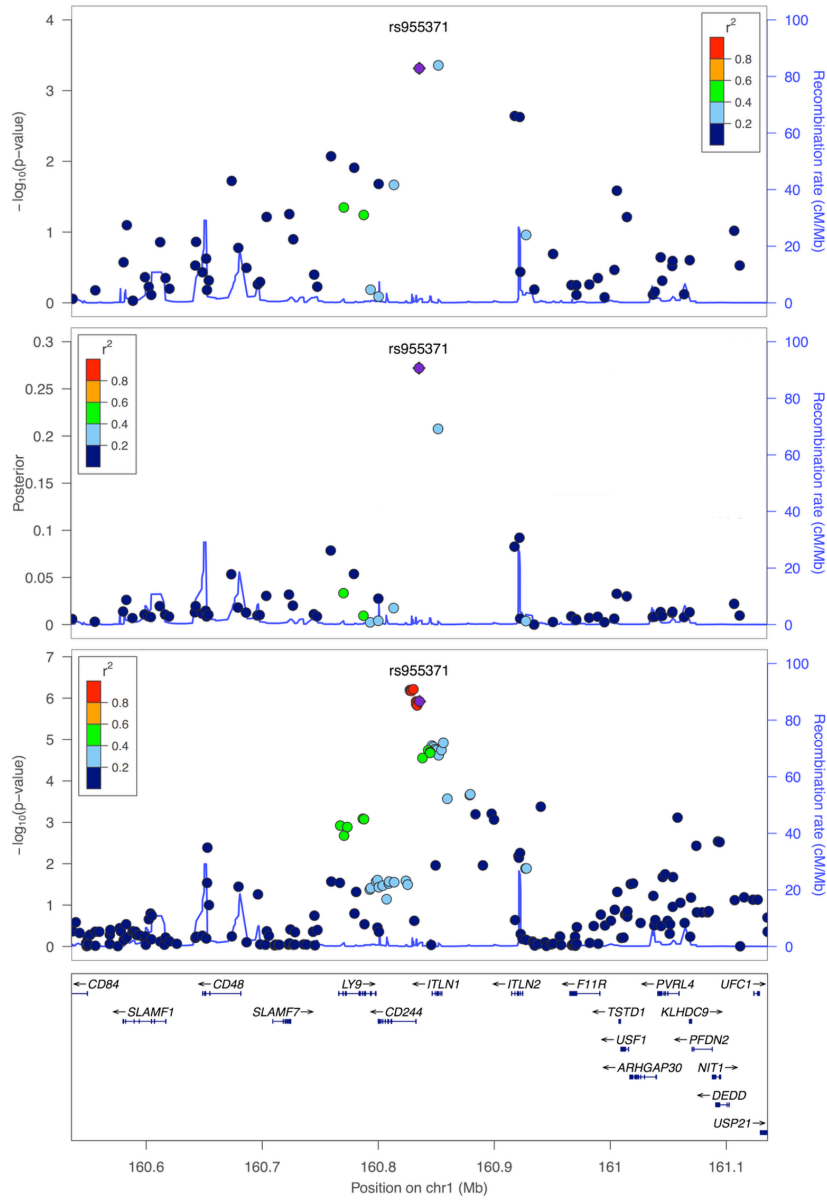 rs955371
r2
0.8
0.6
0.4
0.2
− log10(p−value)
4
3
2
1
0
Recombination rate (cM/Mb)
100
80
60
40
20
0
rs955371
r2
0.8
0.6
0.4
0.2
Posterior
0.3
0.25
0.2
0.15
0.1
0.05
0
Recombination rate (cM/Mb)
100
80
60
40
20
0
rs955371
r2
0.8
0.6
0.4
0.2
− log10(p−value)
7
6
5
4
3
2
1
0
Recombination rate (cM/Mb)
100
80
60
40
20
0
←CD84 ←CD48 LY9→ ←ITLN1 ←ITLN2 ←F11R PVRL4 ←UFC1→
←SLAMF1 SLAMF7→ ←CD244 TSTD1 KLHDC9→
←USF1 ←PFDN2
←ARHGAP30 NIT1→
←DEDD
USP21→
160.6 160.7 160.8 160.9 161 161.1
Position on chr1 (Mb)